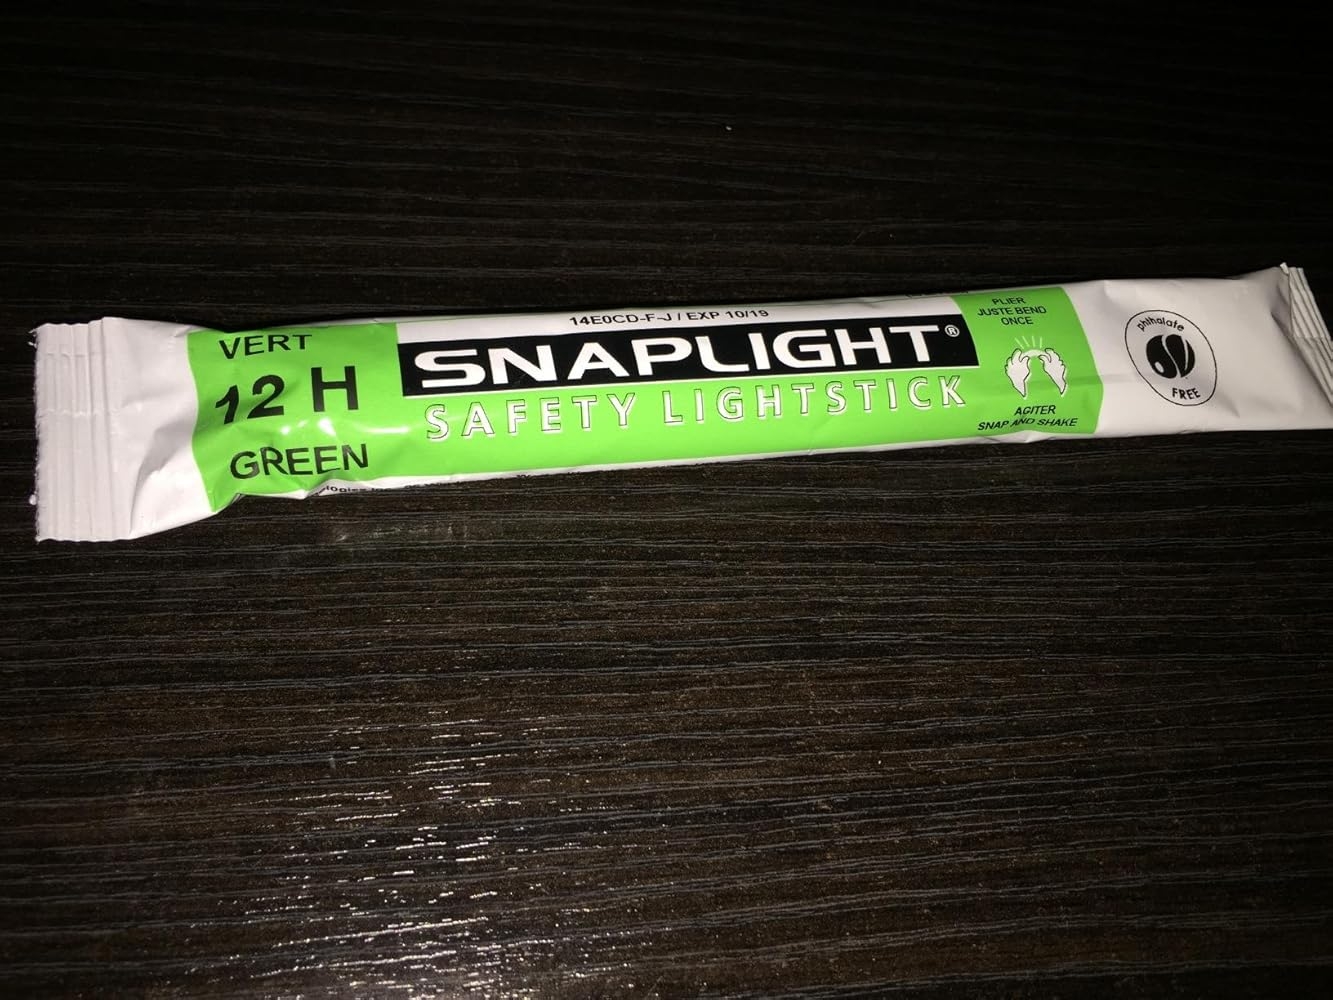 VERT
12 H
GREEN
14E0CD-F-J / EXP 10/19
SNAPLIGHT®
SAFETY LIGHTSTICK
PLIER
JUSTE BEND
ONCE
AGITER
SNAP AND SHAKE
phthalate
FREE